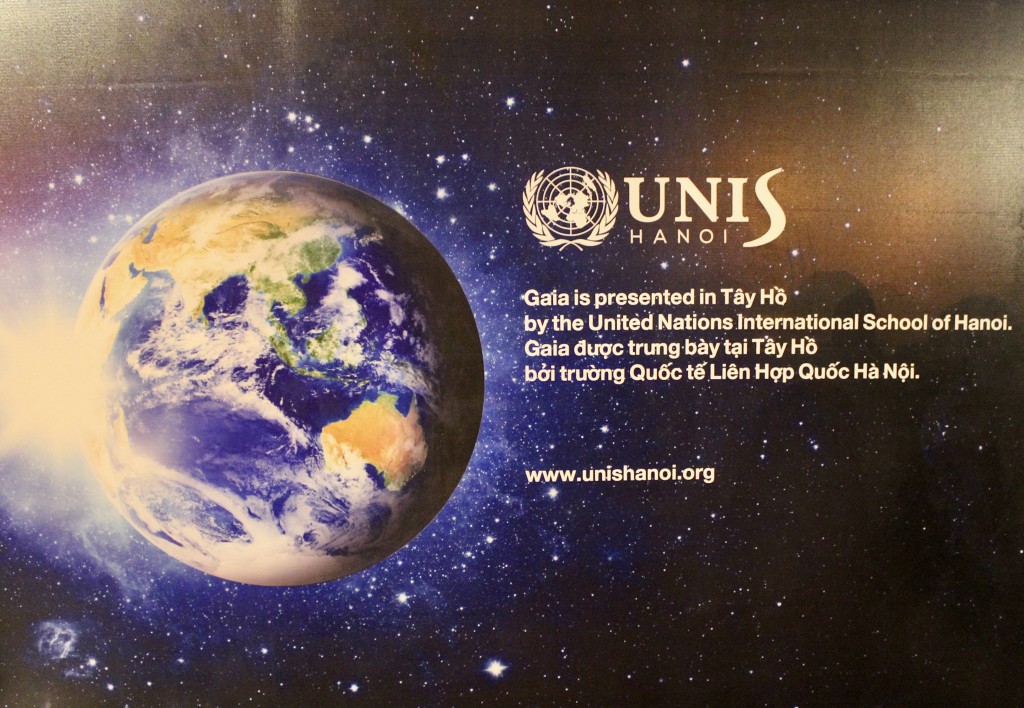 UNIS
HANOI
Gaia is presented in Tây Hồ
by the United Nations International School of Hanoi.
Gaia được trưng bày tại Tây Hồ
bởi trường Quốc tế Liên Hợp Quốc Hà Nội.
www.unishanoi.org